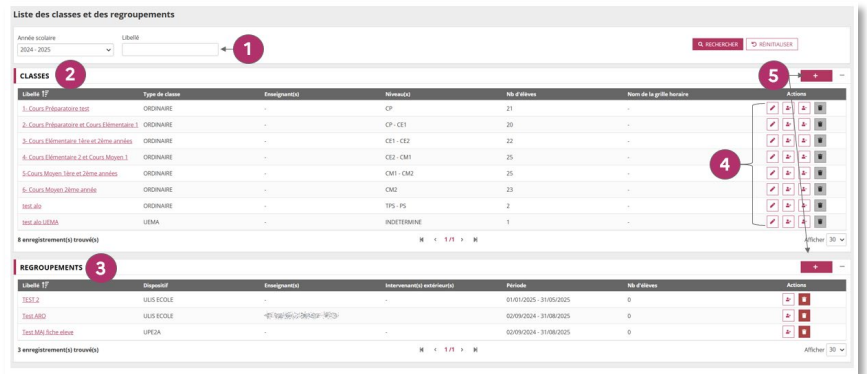 Liste des classes et des regroupements
Année scolaire Libellé
2024 - 2025 1 RECHERCHER RÉINITIALISER
CLASSES 2 5 + −
Libellé Type de classe Enseignant(s) Niveau(x) Nb d'élèves Nom de la grille horaire Actions
1- Cours Préparatoire test ORDINAIRE - CP 21 -
2- Cours Préparatoire et Cours Elémentaire 1 ORDINAIRE - CP - CE1 20 -
3- Cours Elémentaire 1ère et 2ème années ORDINAIRE - CE1 - CE2 22 -
4- Cours Elémentaire 2 et Cours Moyen 1 ORDINAIRE - CE2 - CM1 25 - 4
5-Cours Moyen 1ère et 2ème années ORDINAIRE - CM1 - CM2 25 -
6- Cours Moyen 2ème année ORDINAIRE - CM2 23 -
test alo ORDINAIRE - TPS - PS 2 -
test alo UEMA UEMA - INDETERMINE 1 -
8 enregistrement(s) trouvé(s) 1 /1 Afficher 30
REGROUPEMENTS 3 + −
Libellé Dispositif Enseignant(s) Intervenant(s) extérieur(s) Période Nb d'élèves Actions
TEST 2 ULIS ECOLE - - 01/01/2025 - 31/05/2025 0
Test ARO ULIS ECOLE 02/09/2024 - 31/08/2025 0
Test MAJ fiche eleve UPE2A - 02/09/2024 - 31/08/2025 0
3 enregistrement(s) trouvé(s) 1 /1 Afficher 30